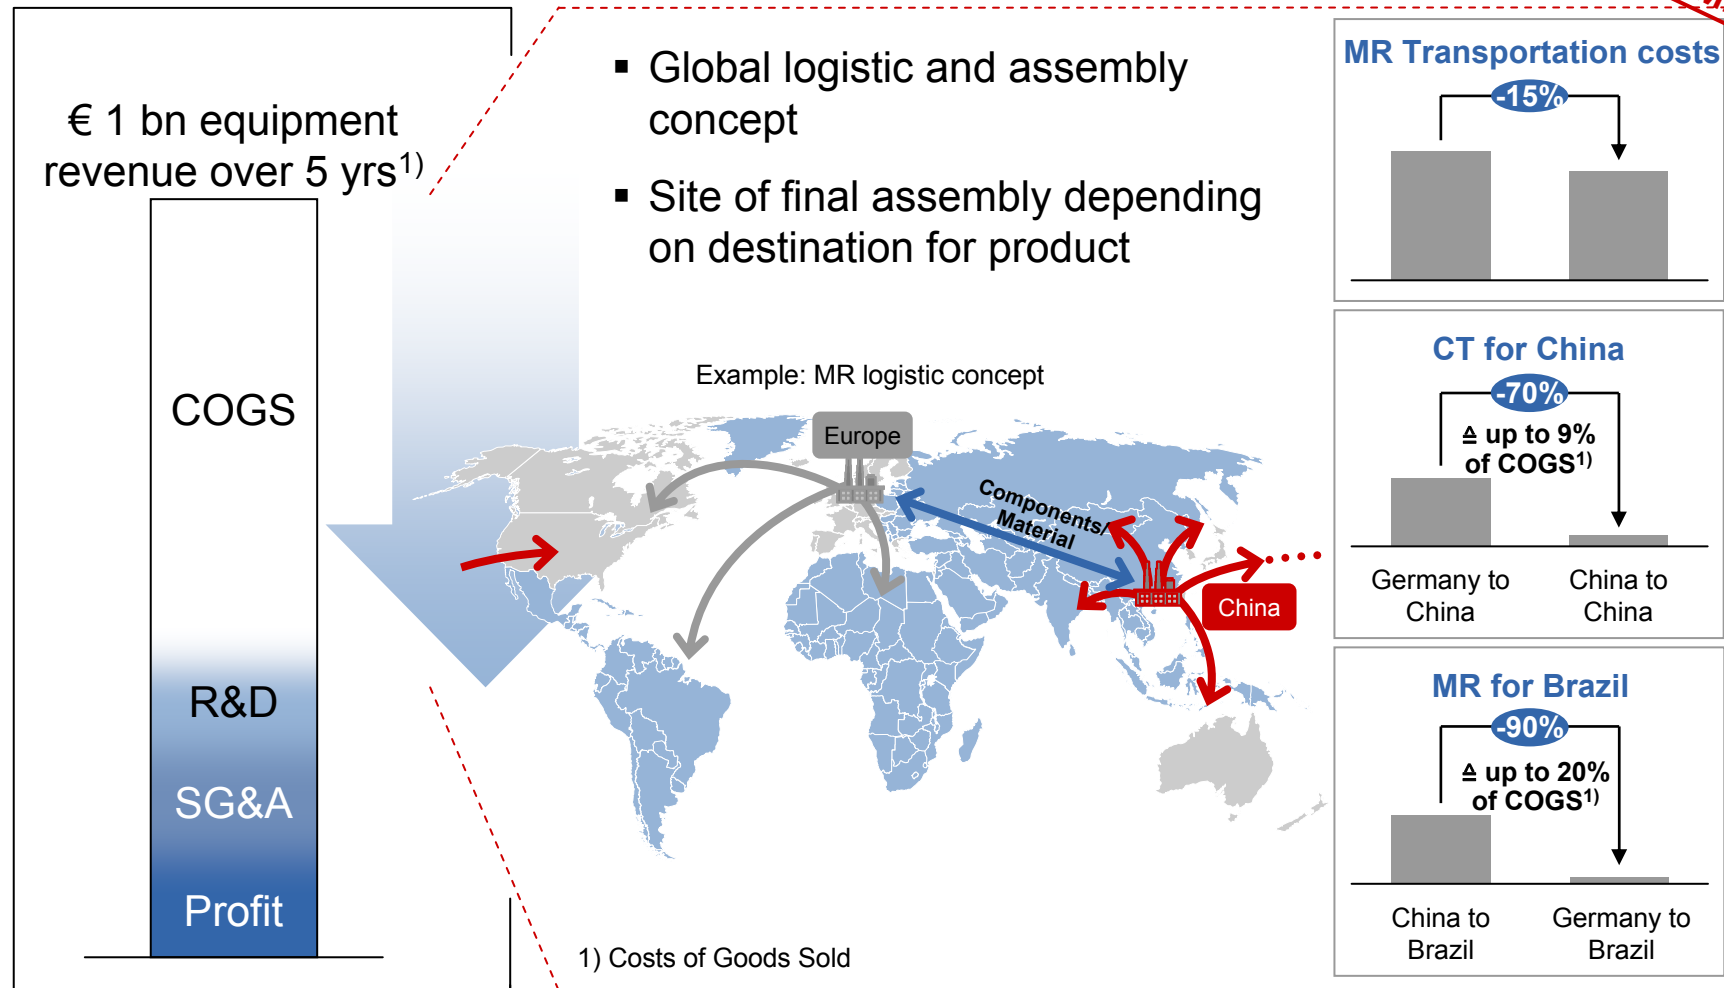 € 1 bn equipment
revenue over 5 yrs1)
COGS
R&D
SG&A
Profit
▪ Global logistic and assembly
concept
▪ Site of final assembly depending
on destination for product
Example: MR logistic concept
Europe
Components/
Material
China
1) Costs of Goods Sold
MR Transportation costs
-15%
CT for China
-70%
≙ up to 9%
of COGS1)
Germany to
China
China to
China
MR for Brazil
-90%
≙ up to 20%
of COGS1)
China to
Brazil
Germany to
Brazil